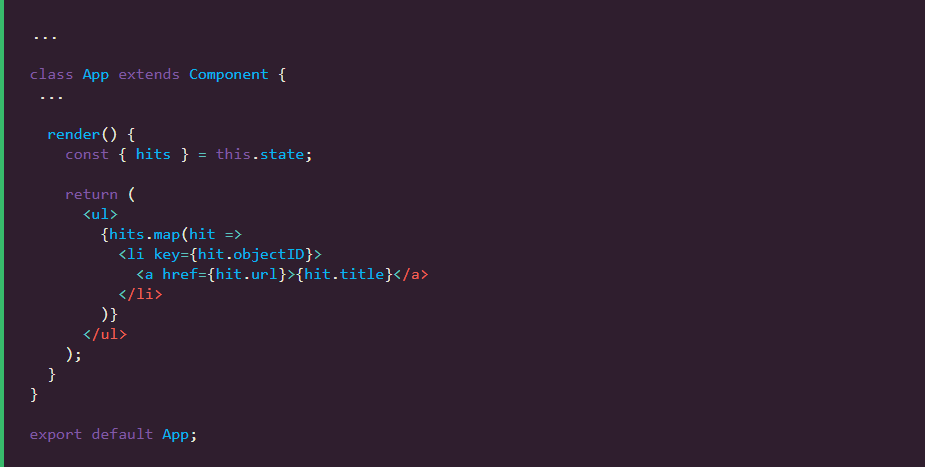 ...
class App extends Component {
 ...
  render() {
    const { hits } = this.state;
    return (
      <ul>
        {hits.map(hit =>
          <li key={hit.objectID}>
            <a href={hit.url}>{hit.title}</a>
          </li>
        )}
      </ul>
    );
  }
}
export default App;